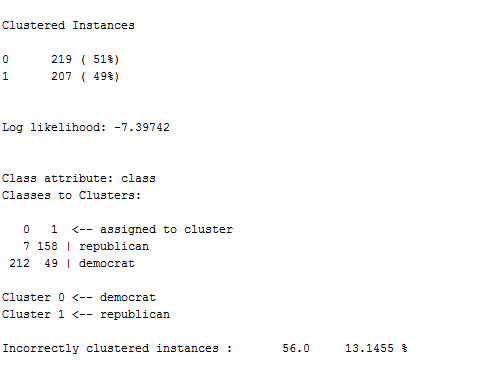 Clustered Instances
0      219 ( 51%)
1      207 ( 49%)
Log likelihood: -7.39742
Class attribute: class
Classes to Clusters:
   0   1  <-- assigned to cluster
   7 158 | republican
 212  49 | democrat
Cluster 0 <-- democrat
Cluster 1 <-- republican
Incorrectly clustered instances :       56.0     13.1455 %